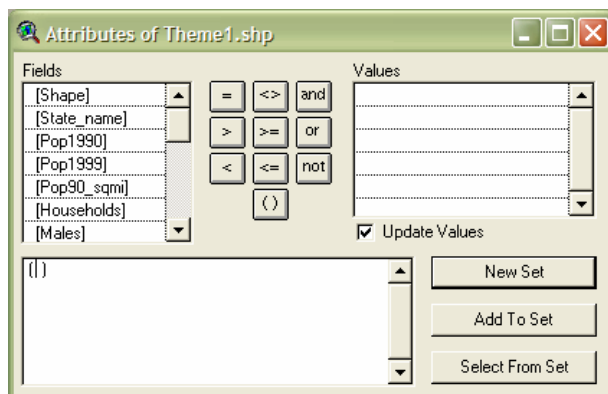 Attributes of Theme1.shp
Fields
Values
[Shape]
[State_name]
[Pop1990]
[Pop1999]
[Pop90_sqmi]
[Households]
[Males]
= <> and
> >= or
< <= not
( )
Update Values
( )
New Set
Add To Set
Select From Set